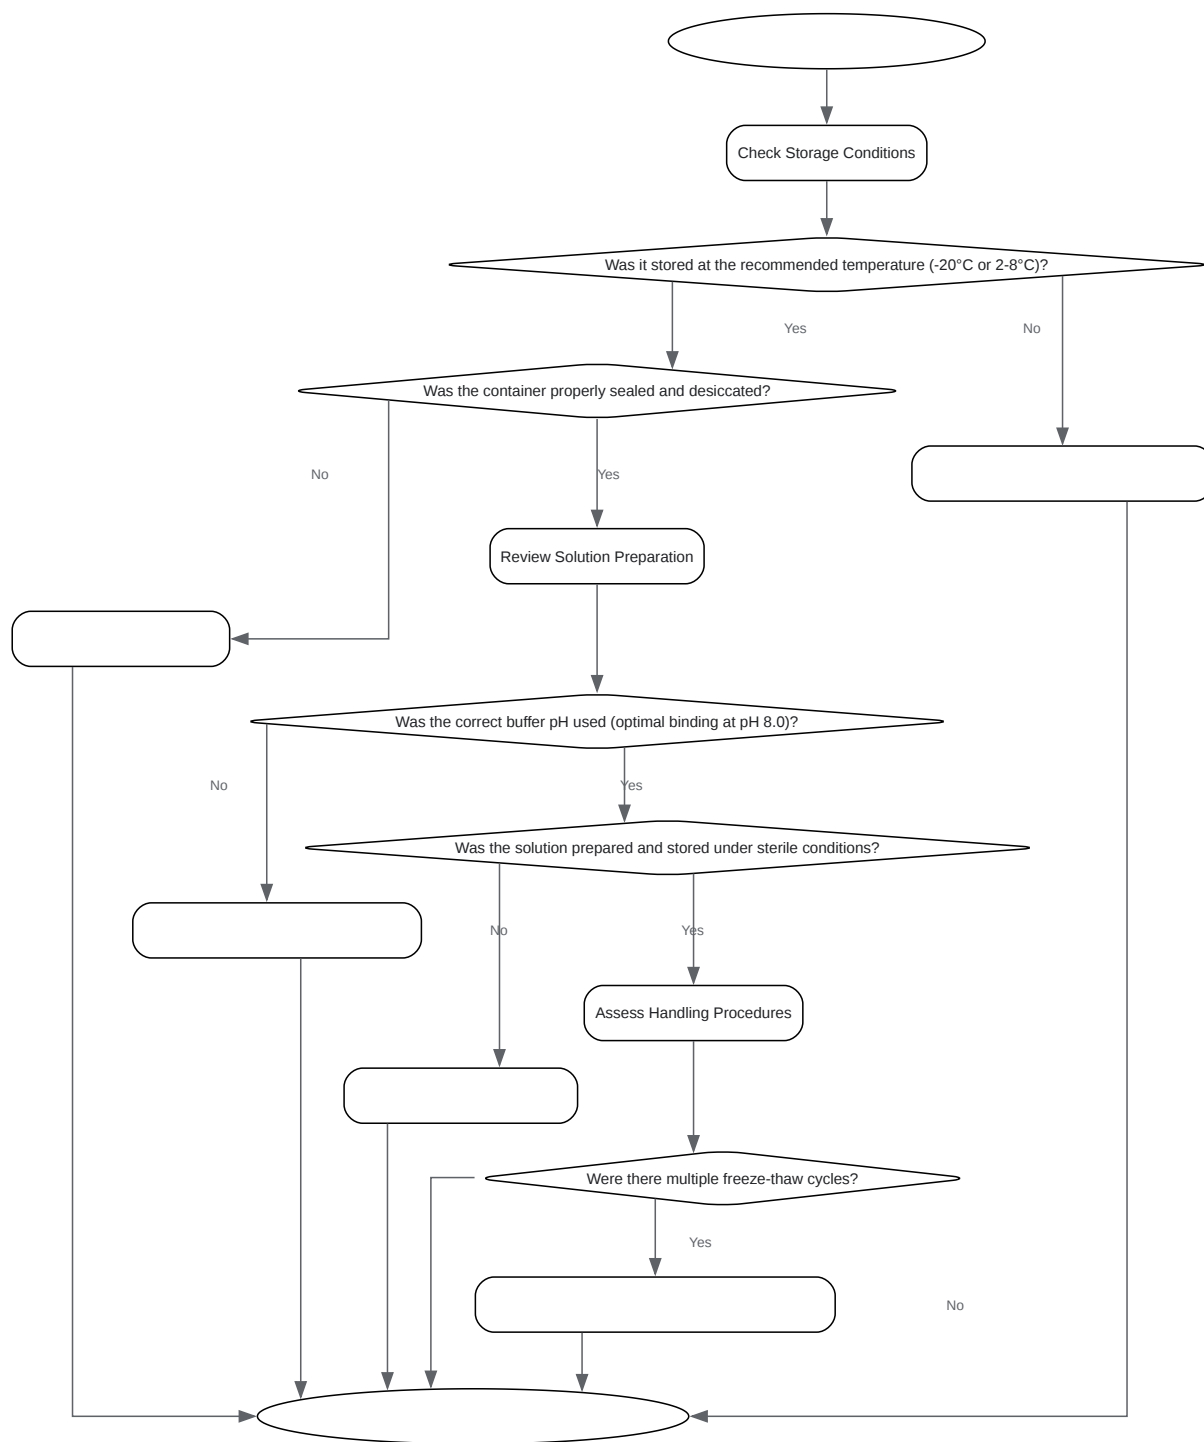 Check Storage Conditions
Was it stored at the recommended temperature (-20°C or 2-8°C)?
Yes
No
Was the container properly sealed and desiccated?
No
Yes
Review Solution Preparation
Was the correct buffer pH used (optimal binding at pH 8.0)?
No
Yes
Was the solution prepared and stored under sterile conditions?
No
Yes
Assess Handling Procedures
Were there multiple freeze-thaw cycles?
Yes
No